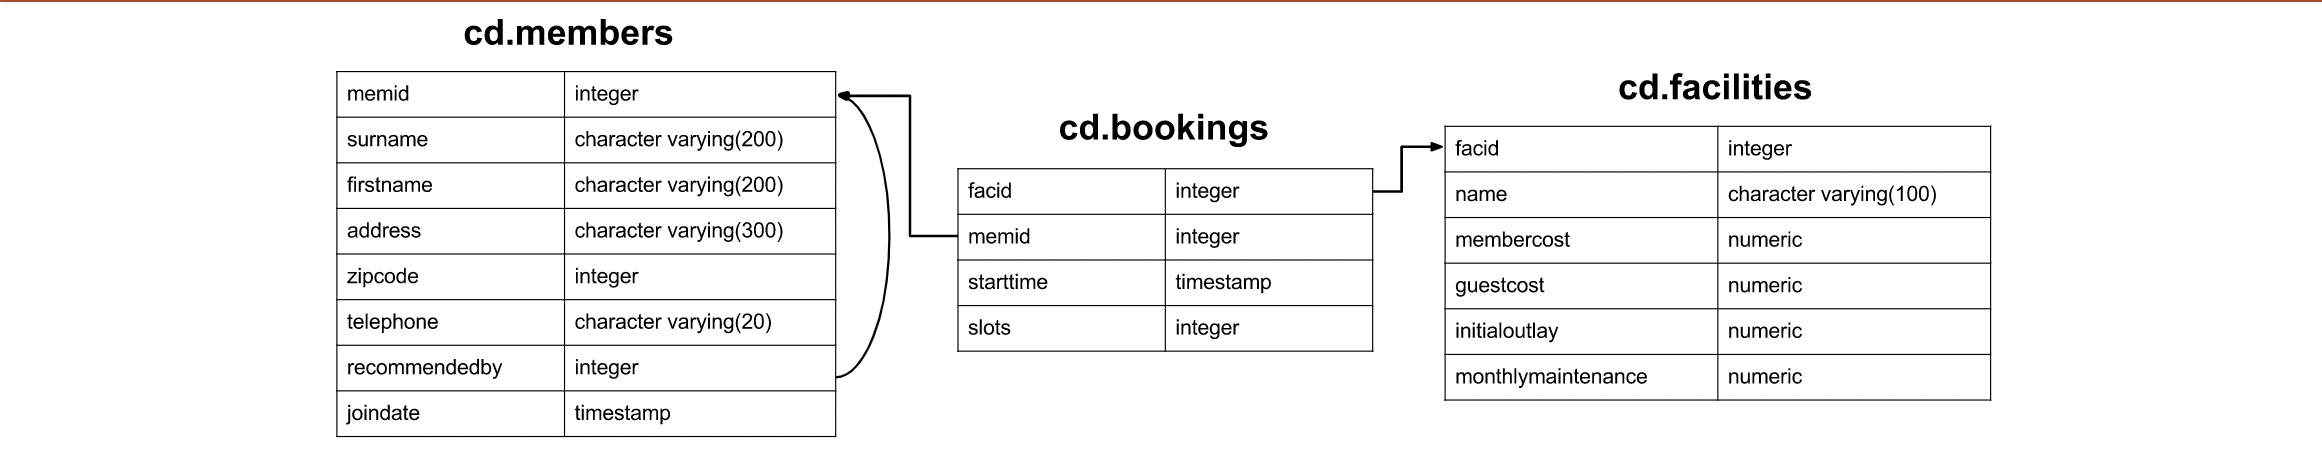 cd.members
memid integer
surname character varying(200)
firstname character varying(200)
address character varying(300)
zipcode integer
telephone character varying(20)
recommendedby integer
joindate timestamp
cd.bookings
facid integer
memid integer
starttime timestamp
slots integer
cd.facilities
facid integer
name character varying(100)
membercost numeric
guestcost numeric
initialoutlay numeric
monthlymaintenance numeric